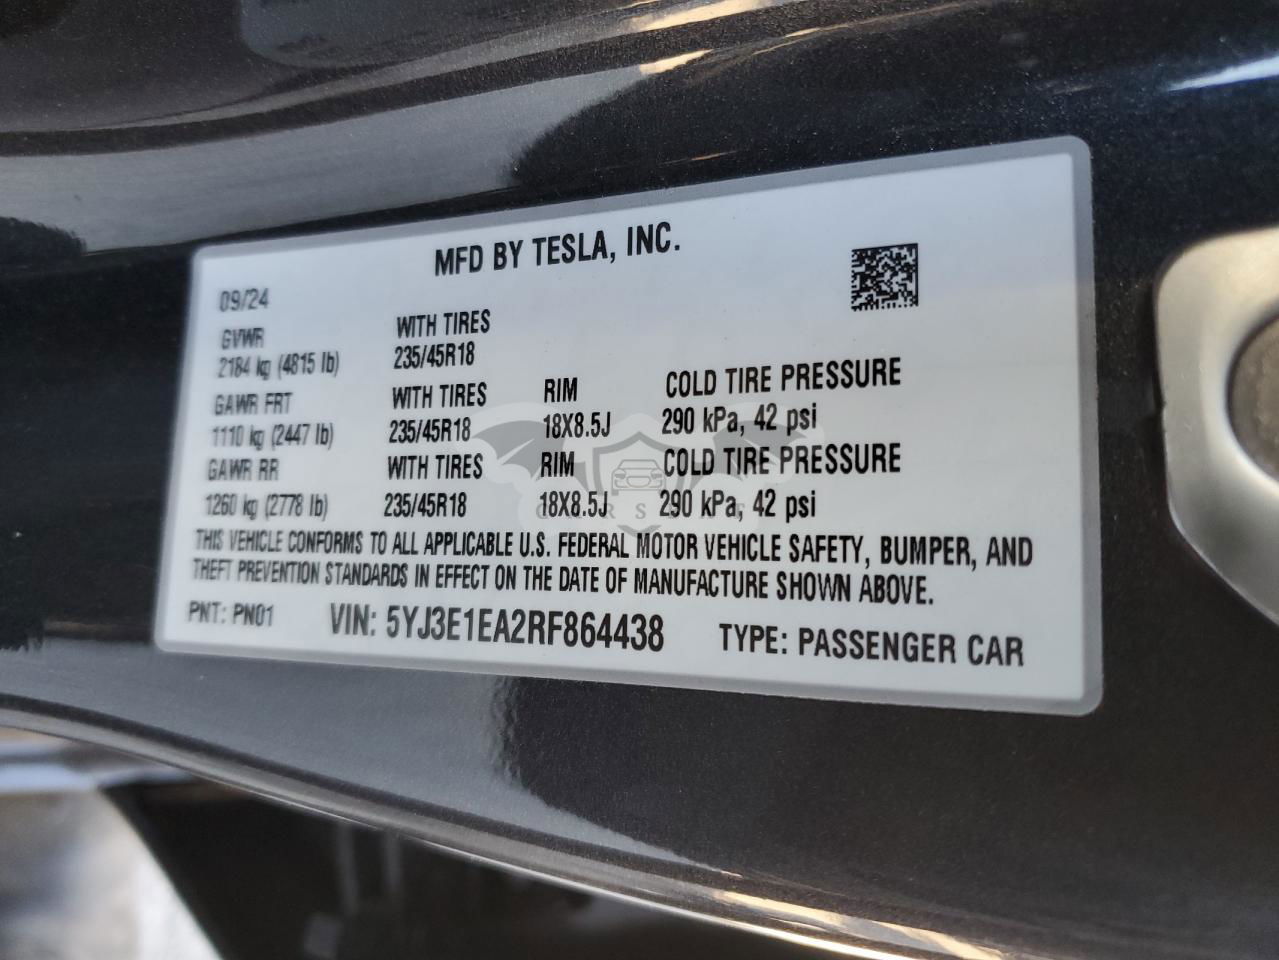 MFD BY TESLA, INC.
09/24
GVWR WITH TIRES
2184 kg (4815 lb) 235/45R18
GAWR FRT WITH TIRES RIM COLD TIRE PRESSURE
1110 kg (2447 lb) 235/45R18 18X8.5J 290 kPa, 42 psi
GAWR RR WITH TIRES RIM COLD TIRE PRESSURE
1260 kg (2778 lb) 235/45R18 18X8.5J 290 kPa, 42 psi
THIS VEHICLE CONFORMS TO ALL APPLICABLE U.S. FEDERAL MOTOR VEHICLE SAFETY, BUMPER, AND
THEFT PREVENTION STANDARDS IN EFFECT ON THE DATE OF MANUFACTURE SHOWN ABOVE.
PNT: PN01 VIN: 5YJ3E1EA2RF864438 TYPE: PASSENGER CAR